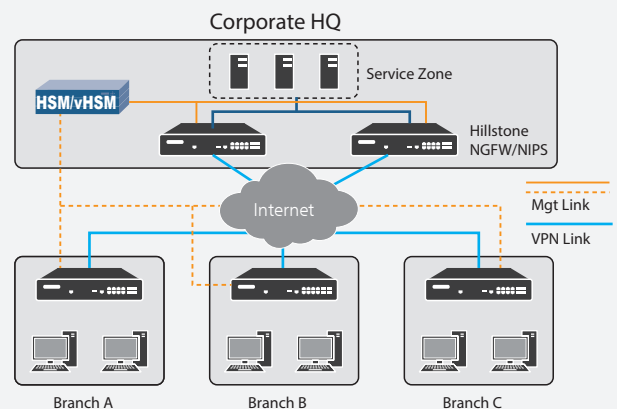 Corporate HQ
Service Zone
HSM/vHSM
Hillstone
NGFW/NIPS
Internet
Mgt Link
VPN Link
Branch A
Branch B
Branch C